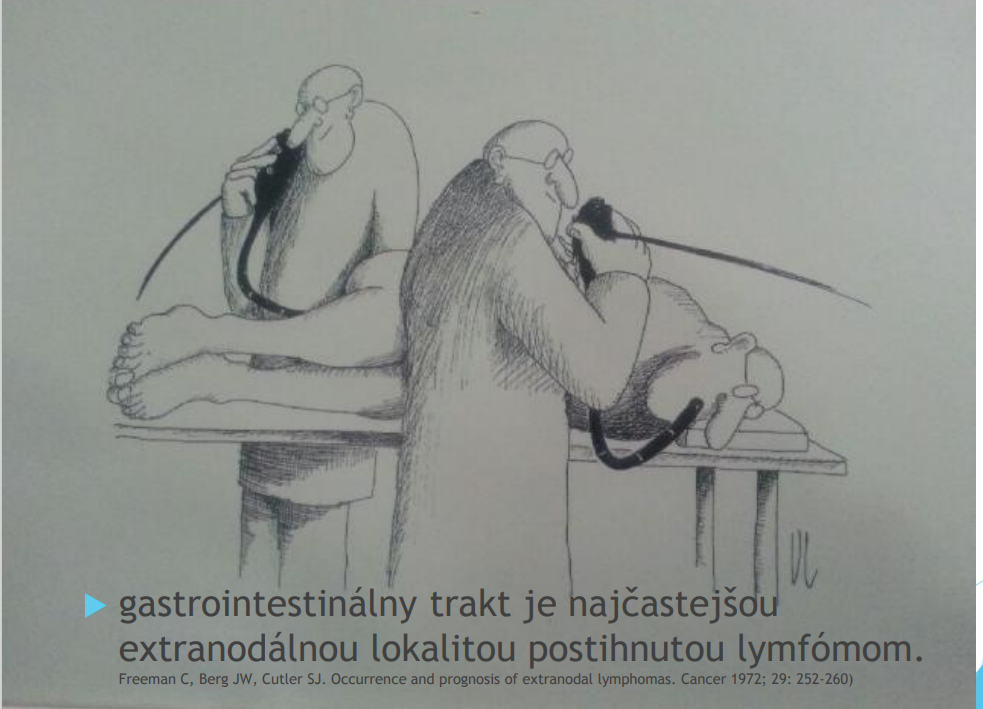 gastrointestinálny trakt je najčastejšou
extranodálnou lokalitou postihnutou lymfómom.
Freeman C, Berg JW, Cutler SJ. Occurrence and prognosis of extranodal lymphomas. Cancer 1972; 29: 252-260)